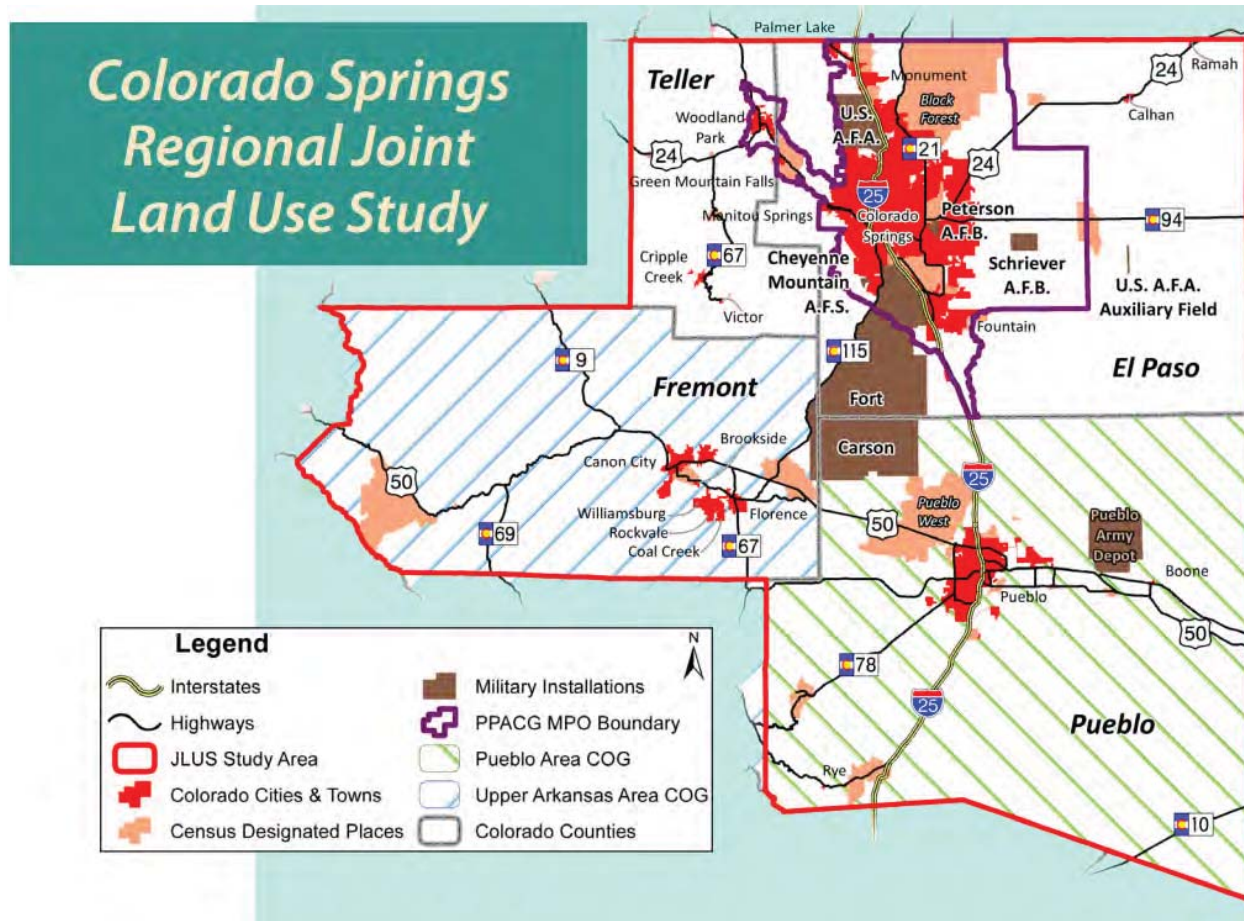 Colorado Springs
Regional Joint
Land Use Study
Palmer Lake
Teller
Monument
24
Ramah
Black
Forest
Calhan
U.S.
A.F.A.
Woodland
Park
21
24
24
Green Mountain Falls
25
Manitou Springs
Colorado
Springs
Peterson
A.F.B.
94
67
Cripple
Creek
Cheyenne
Mountain
A.F.S.
Schriever
A.F.B.
U.S. A.F.A.
Auxiliary Field
Victor
Fountain
9
115
Fremont
El Paso
Fort
Carson
Brookside
Canon City
50
25
Pueblo
West
Pueblo
Army
Depot
Williamsburg
Rockvale
Coal Creek
Florence
50
69
67
Boone
Pueblo
50
78
25
Pueblo
Rye
10
Legend
N
Interstates
Highways
JLUS Study Area
Colorado Cities & Towns
Census Designated Places
Military Installations
PPACG MPO Boundary
Pueblo Area COG
Upper Arkansas Area COG
Colorado Counties